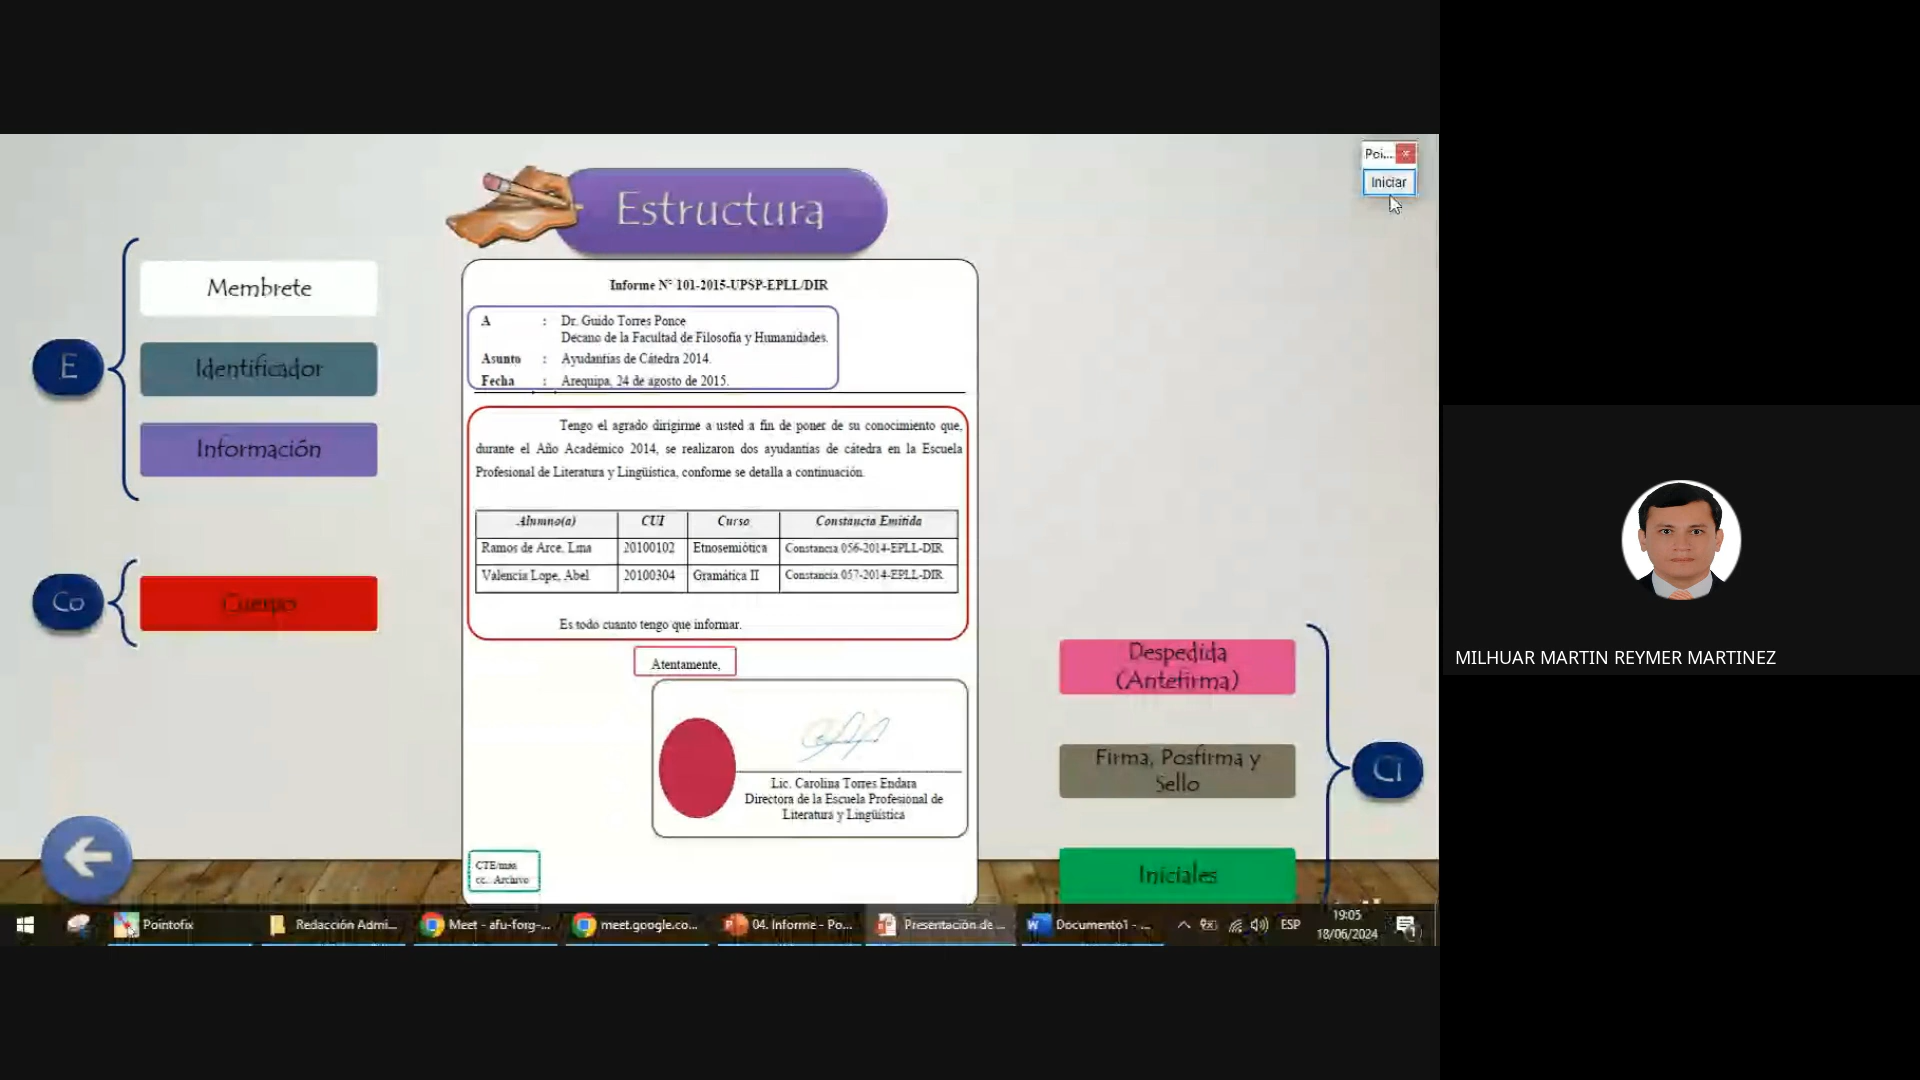 Poi...
Iniciar
Estructura
E
Membrete
Identificador
Información
Co
Cuerpo
Informe N° 101-2015-UPSP-EPLL/DIR
A : Dr. Guido Torres Ponce
Decano de la Facultad de Filosofía y Humanidades.
Asunto : Ayudantías de Cátedra 2014.
Fecha : Arequipa, 24 de agosto de 2015.
Tengo el agrado dirigirme a usted a fin de poner de su conocimiento que,
durante el Año Académico 2014, se realizaron dos ayudantías de cátedra en la Escuela
Profesional de Literatura y Lingüística, conforme se detalla a continuación.
Alumno(a) CUI Curso Constancia Emitida
Ramos de Arce, 20100102 Etnosemiótica Constancia 056-2014-EPLL-DIR
Valencia Lope, Abel 20100304 Gramática II Constancia 057-2014-EPLL-DIR
Es todo cuanto tengo que informar.
Atentamente,
Lic. Carolina Torres Endara
Directora de la Escuela Profesional de
Literatura y Lingüística
cc. Archivo
Despedida
(Antefirma)
Firma, Posfirma y
Sello
Iniciales
Ci
MILHUAR MARTIN REYMER MARTINEZ
Pointofix
Redacción Admi...
Meet - afu-forg-...
meet.google.co...
04. Informe - Po...
Presentación de ...
Documento1 - ...
ESP
19:05
18/06/2024